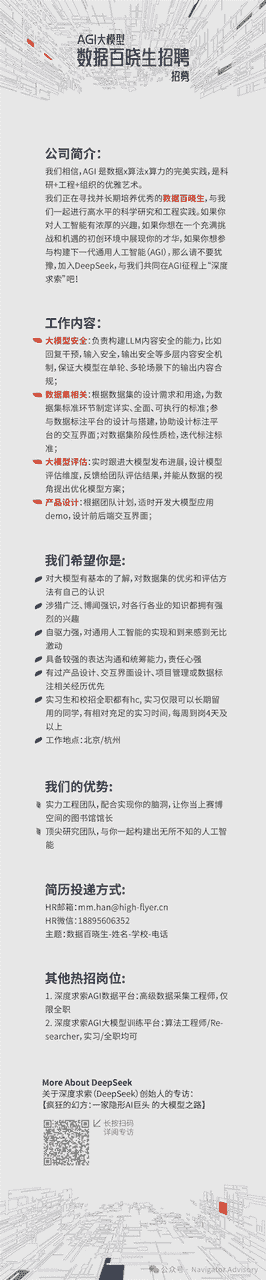 AGI大模型
数据百晓生招聘
招募
公司简介：
我们相信，AGI 是数据x算法x算力的完美实践，是科
研+工程+组织的优雅艺术。
我们正在寻找并长期培养优秀的数据百晓生，与我
们一起进行高水平的科学研究和工程实践。如果你
对人工智能有浓厚的兴趣，如果你想在一个充满挑
战和机遇的初创环境中展现你的才华，如果你想参
与构建下一代通用人工智能（AGI），那么请不要犹
豫，加入DeepSeek，与我们共同在AGI征程上“深度
求索”吧！
工作内容：
大模型安全：负责构建LLM内容安全的能力，比如
回复干预，输入安全，输出安全等多层内容安全机
制，保证大模型在单轮、多轮场景下的输出内容合
规；
数据集相关：根据数据集的设计需求和用途，为数
据集标准环节制定详实、全面、可执行的标准；参
与数据标注平台的设计与搭建，协助设计标注平
台的交互界面；对数据集阶段性质检，迭代标注标
准；
大模型评估：实时跟进大模型发布进展，设计模型
评估维度，反馈给团队评估结果，并能从数据的视
角提出优化模型方案；
产品设计：根据团队计划，适时开发大模型应用
demo，设计前后端交互界面；
我们希望你是：
对大模型有基本的了解，对数据集的优劣和评估方
法有自己的认识
涉猎广泛、博闻强识，对各行各业的知识都拥有强
烈的兴趣
自驱力强，对通用人工智能的实现和到来感到无比
激动
具备较强的表达沟通和统筹能力，责任心强
有过产品设计、交互界面设计、项目管理或数据标
注相关经历优先
实习生和校招全职都有hc，实习仅限可以长期留
用的同学，有相对充足的实习时间，每周到岗4天及
以上
工作地点：北京/杭州
我们的优势：
实力工程团队，配合实现你的脑洞，让你当上赛博
空间的图书馆馆长
顶尖研究团队，与你一起构建出无所不知的人工智
能
简历投递方式：
HR邮箱：mm.han@high-flyer.cn
HR微信：18895606352
主题：数据百晓生-姓名-学校-电话
其他热招岗位：
1. 深度求索AGI数据平台：高级数据采集工程师，仅
限全职
2. 深度求索AGI大模型训练平台：算法工程师/Re-
searcher，实习/全职均可
More About DeepSeek
关于深度求索（DeepSeek）创始人的专访：
【疯狂的幻方：一家隐形AI巨头 的大模型之路】
长按扫码
详阅专访
公众号 · Navigator Advisory